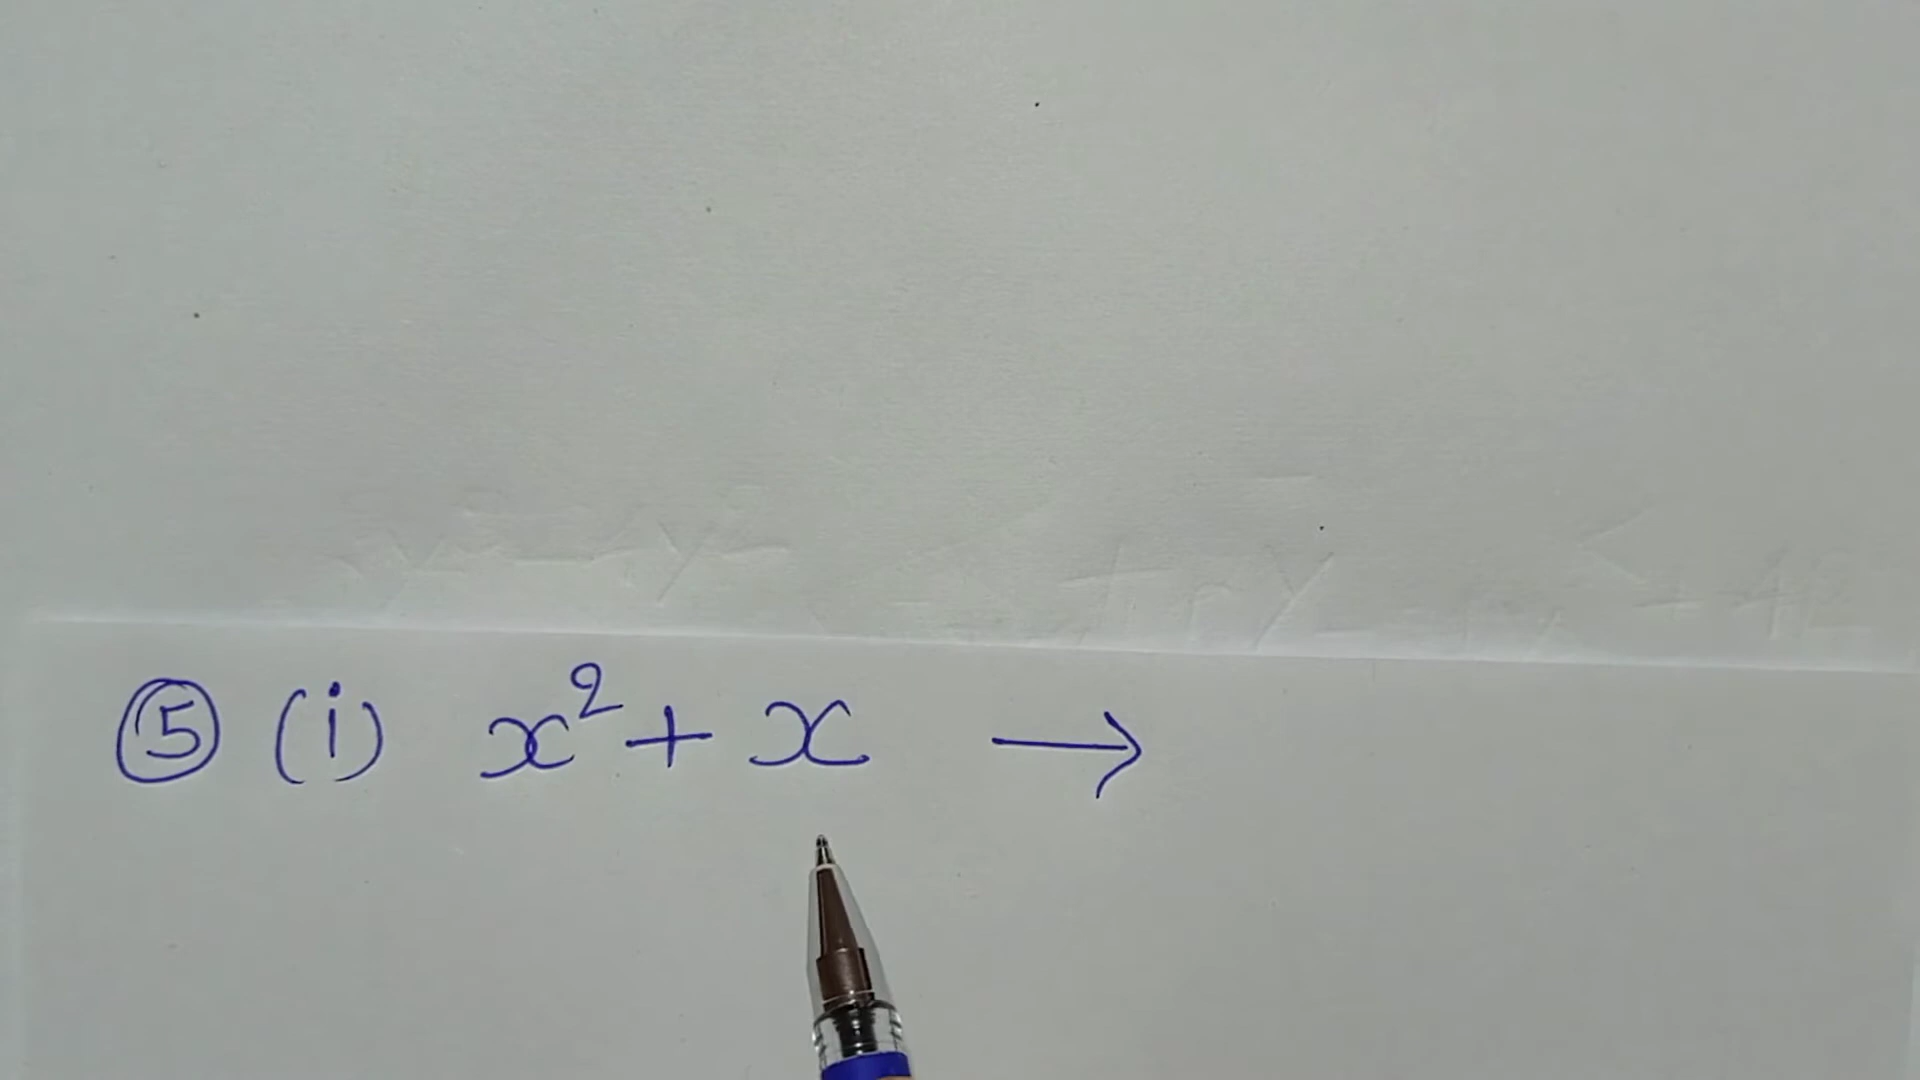 ⑤ (i) x² + x →